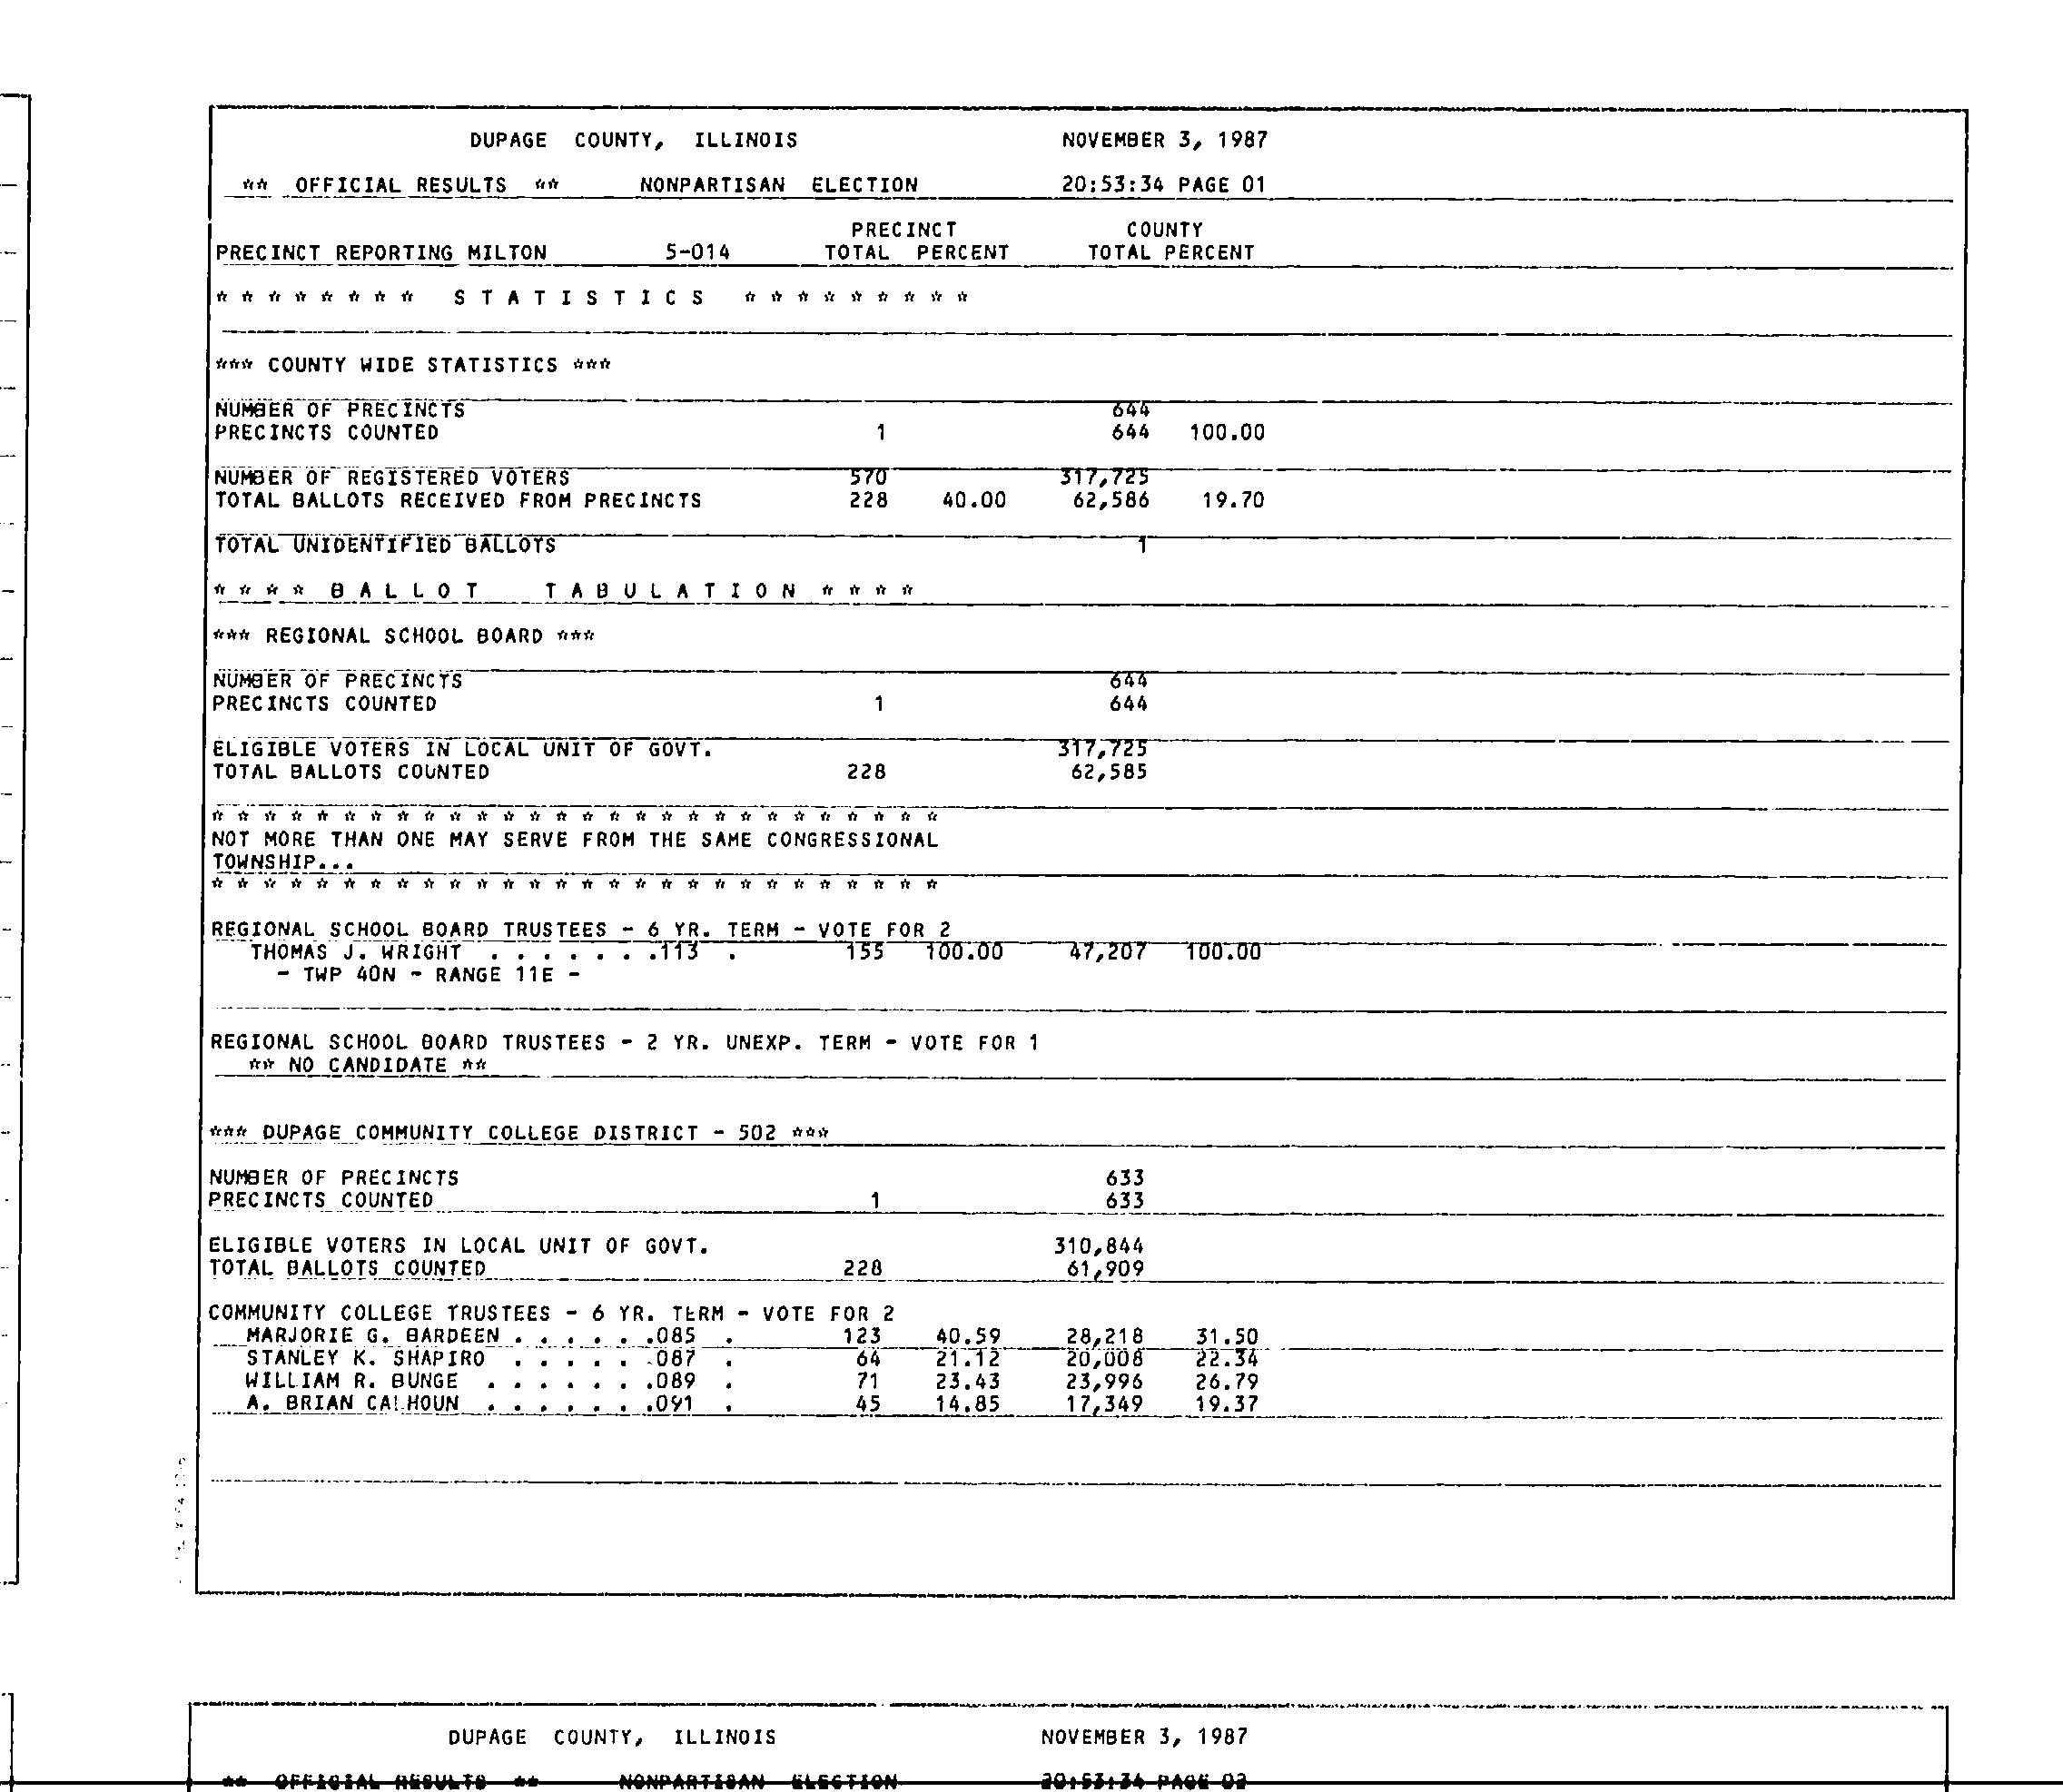 DUPAGE COUNTY, ILLINOIS NOVEMBER 3, 1987
** OFFICIAL RESULTS ** NONPARTISAN ELECTION 20:53:34 PAGE 01
PRECINCT COUNTY
PRECINCT REPORTING MILTON 5-014 TOTAL PERCENT TOTAL PERCENT
* * * * * * * * S T A T I S T I C S * * * * * * * * *
*** COUNTY WIDE STATISTICS ***
NUMBER OF PRECINCTS 644
PRECINCTS COUNTED 1 644 100.00
NUMBER OF REGISTERED VOTERS 570 317,725
TOTAL BALLOTS RECEIVED FROM PRECINCTS 228 40.00 62,586 19.70
TOTAL UNIDENTIFIED BALLOTS 1
* * * * B A L L O T T A B U L A T I O N * * * *
*** REGIONAL SCHOOL BOARD ***
NUMBER OF PRECINCTS 644
PRECINCTS COUNTED 1 644
ELIGIBLE VOTERS IN LOCAL UNIT OF GOVT. 317,725
TOTAL BALLOTS COUNTED 228 62,585
* * * * * * * * * * * * * * * * * * * * * * * * * * * *
NOT MORE THAN ONE MAY SERVE FROM THE SAME CONGRESSIONAL
TOWNSHIP...
* * * * * * * * * * * * * * * * * * * * * * * * * * * *
REGIONAL SCHOOL BOARD TRUSTEES - 6 YR. TERM - VOTE FOR 2
THOMAS J. WRIGHT . . . . . . .113 . 155 100.00 47,207 100.00
- TWP 40N - RANGE 11E -
REGIONAL SCHOOL BOARD TRUSTEES - 2 YR. UNEXP. TERM - VOTE FOR 1
** NO CANDIDATE **
*** DUPAGE COMMUNITY COLLEGE DISTRICT - 502 ***
NUMBER OF PRECINCTS 633
PRECINCTS COUNTED 1 633
ELIGIBLE VOTERS IN LOCAL UNIT OF GOVT. 310,844
TOTAL BALLOTS COUNTED 228 61,909
COMMUNITY COLLEGE TRUSTEES - 6 YR. TERM - VOTE FOR 2
MARJORIE G. BARDEEN . . . . . .085 . 123 40.59 28,218 31.50
STANLEY K. SHAPIRO . . . . . .087 . 64 21.12 20,008 22.34
WILLIAM R. BUNGE . . . . . . .089 . 71 23.43 23,996 26.79
A. BRIAN CALHOUN . . . . . . .091 . 45 14.85 17,349 19.37
DUPAGE COUNTY, ILLINOIS NOVEMBER 3, 1987
** OFFICIAL RESULTS ** NONPARTISAN ELECTION 20:53:34 PAGE 02